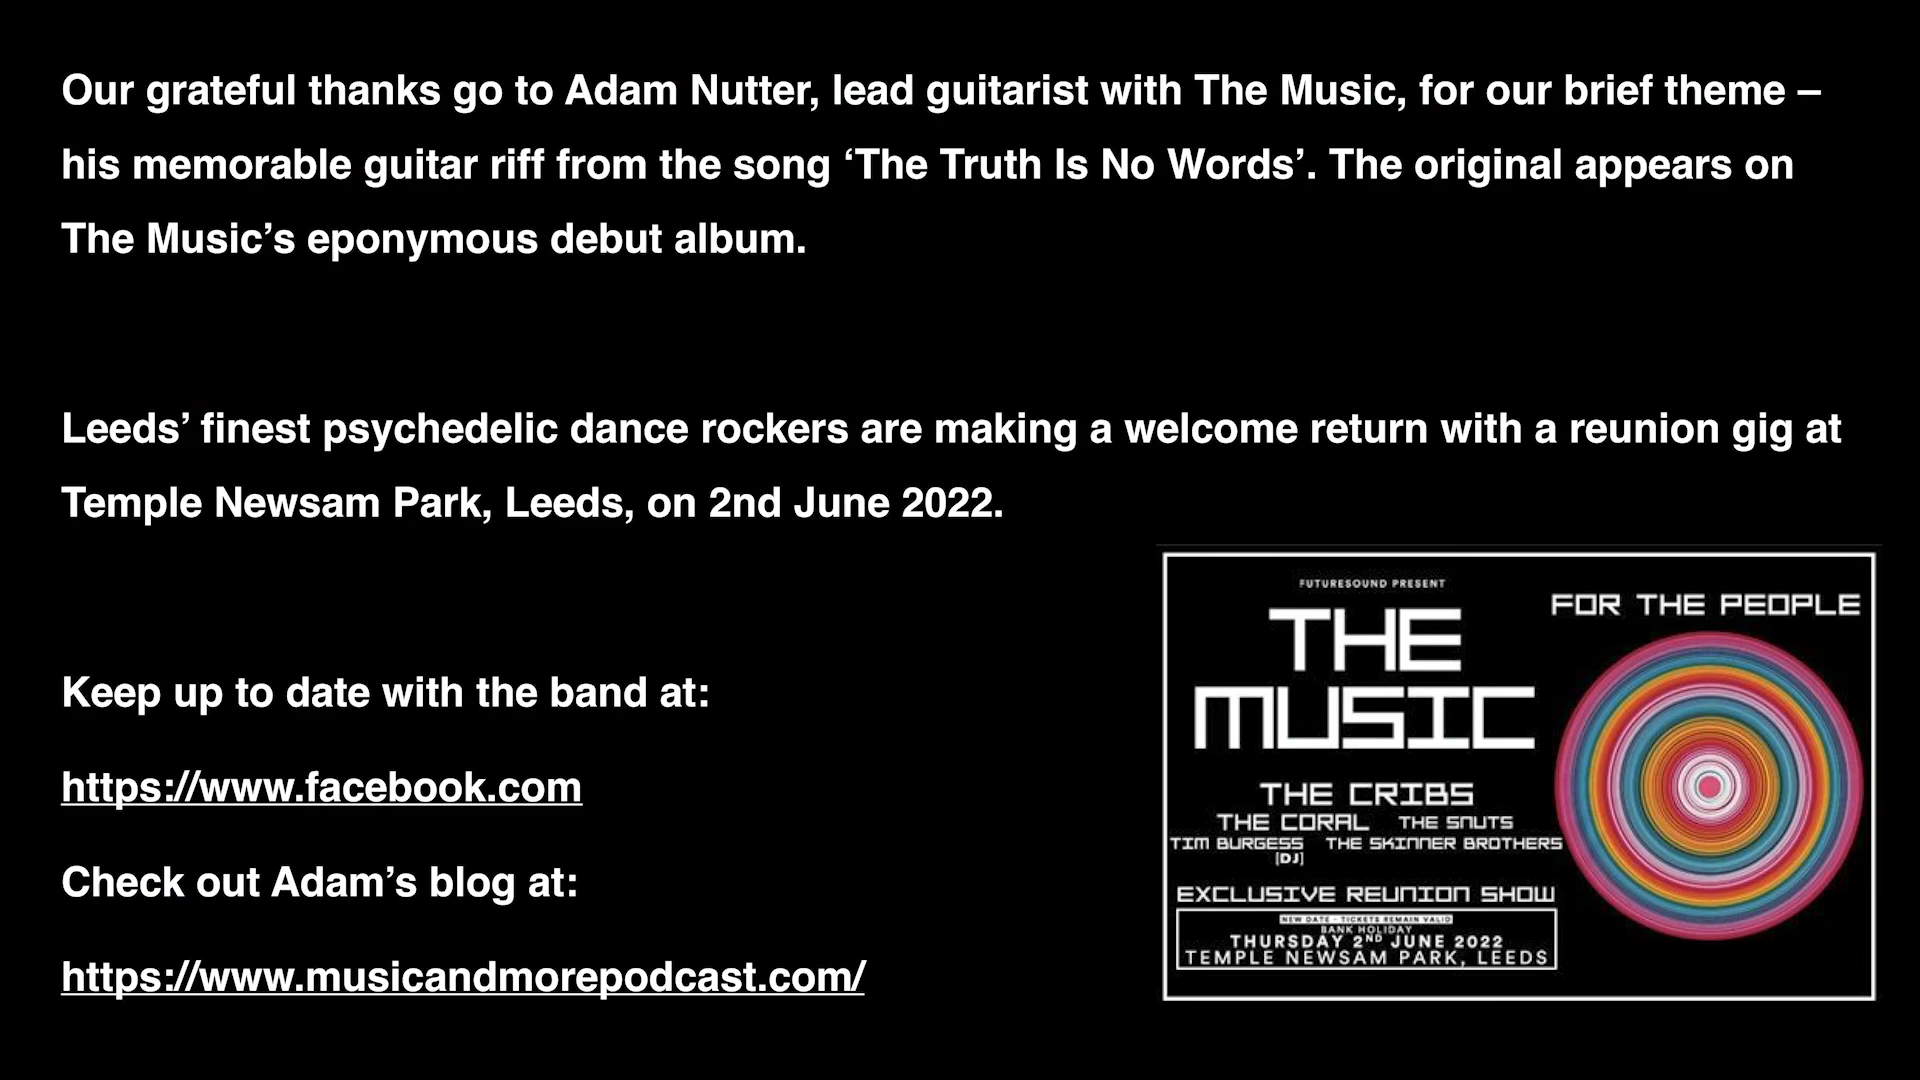 Our grateful thanks go to Adam Nutter, lead guitarist with The Music, for our brief theme –
his memorable guitar riff from the song ‘The Truth Is No Words’. The original appears on
The Music’s eponymous debut album.
Leeds’ finest psychedelic dance rockers are making a welcome return with a reunion gig at
Temple Newsam Park, Leeds, on 2nd June 2022.
Keep up to date with the band at:
https://www.facebook.com
Check out Adam’s blog at:
https://www.musicandmorepodcast.com/
FUTURESOUND PRESENT
THE
MUSIC
FOR THE PEOPLE
THE CRIBS
THE CORAL THE SNUTS
TIM BURGESS THE SKINNER BROTHERS
[DJ]
EXCLUSIVE REUNION SHOW
NEW DATE - TICKETS REMAIN VALID
BANK HOLIDAY
THURSDAY 2ND JUNE 2022
TEMPLE NEWSAM PARK, LEEDS